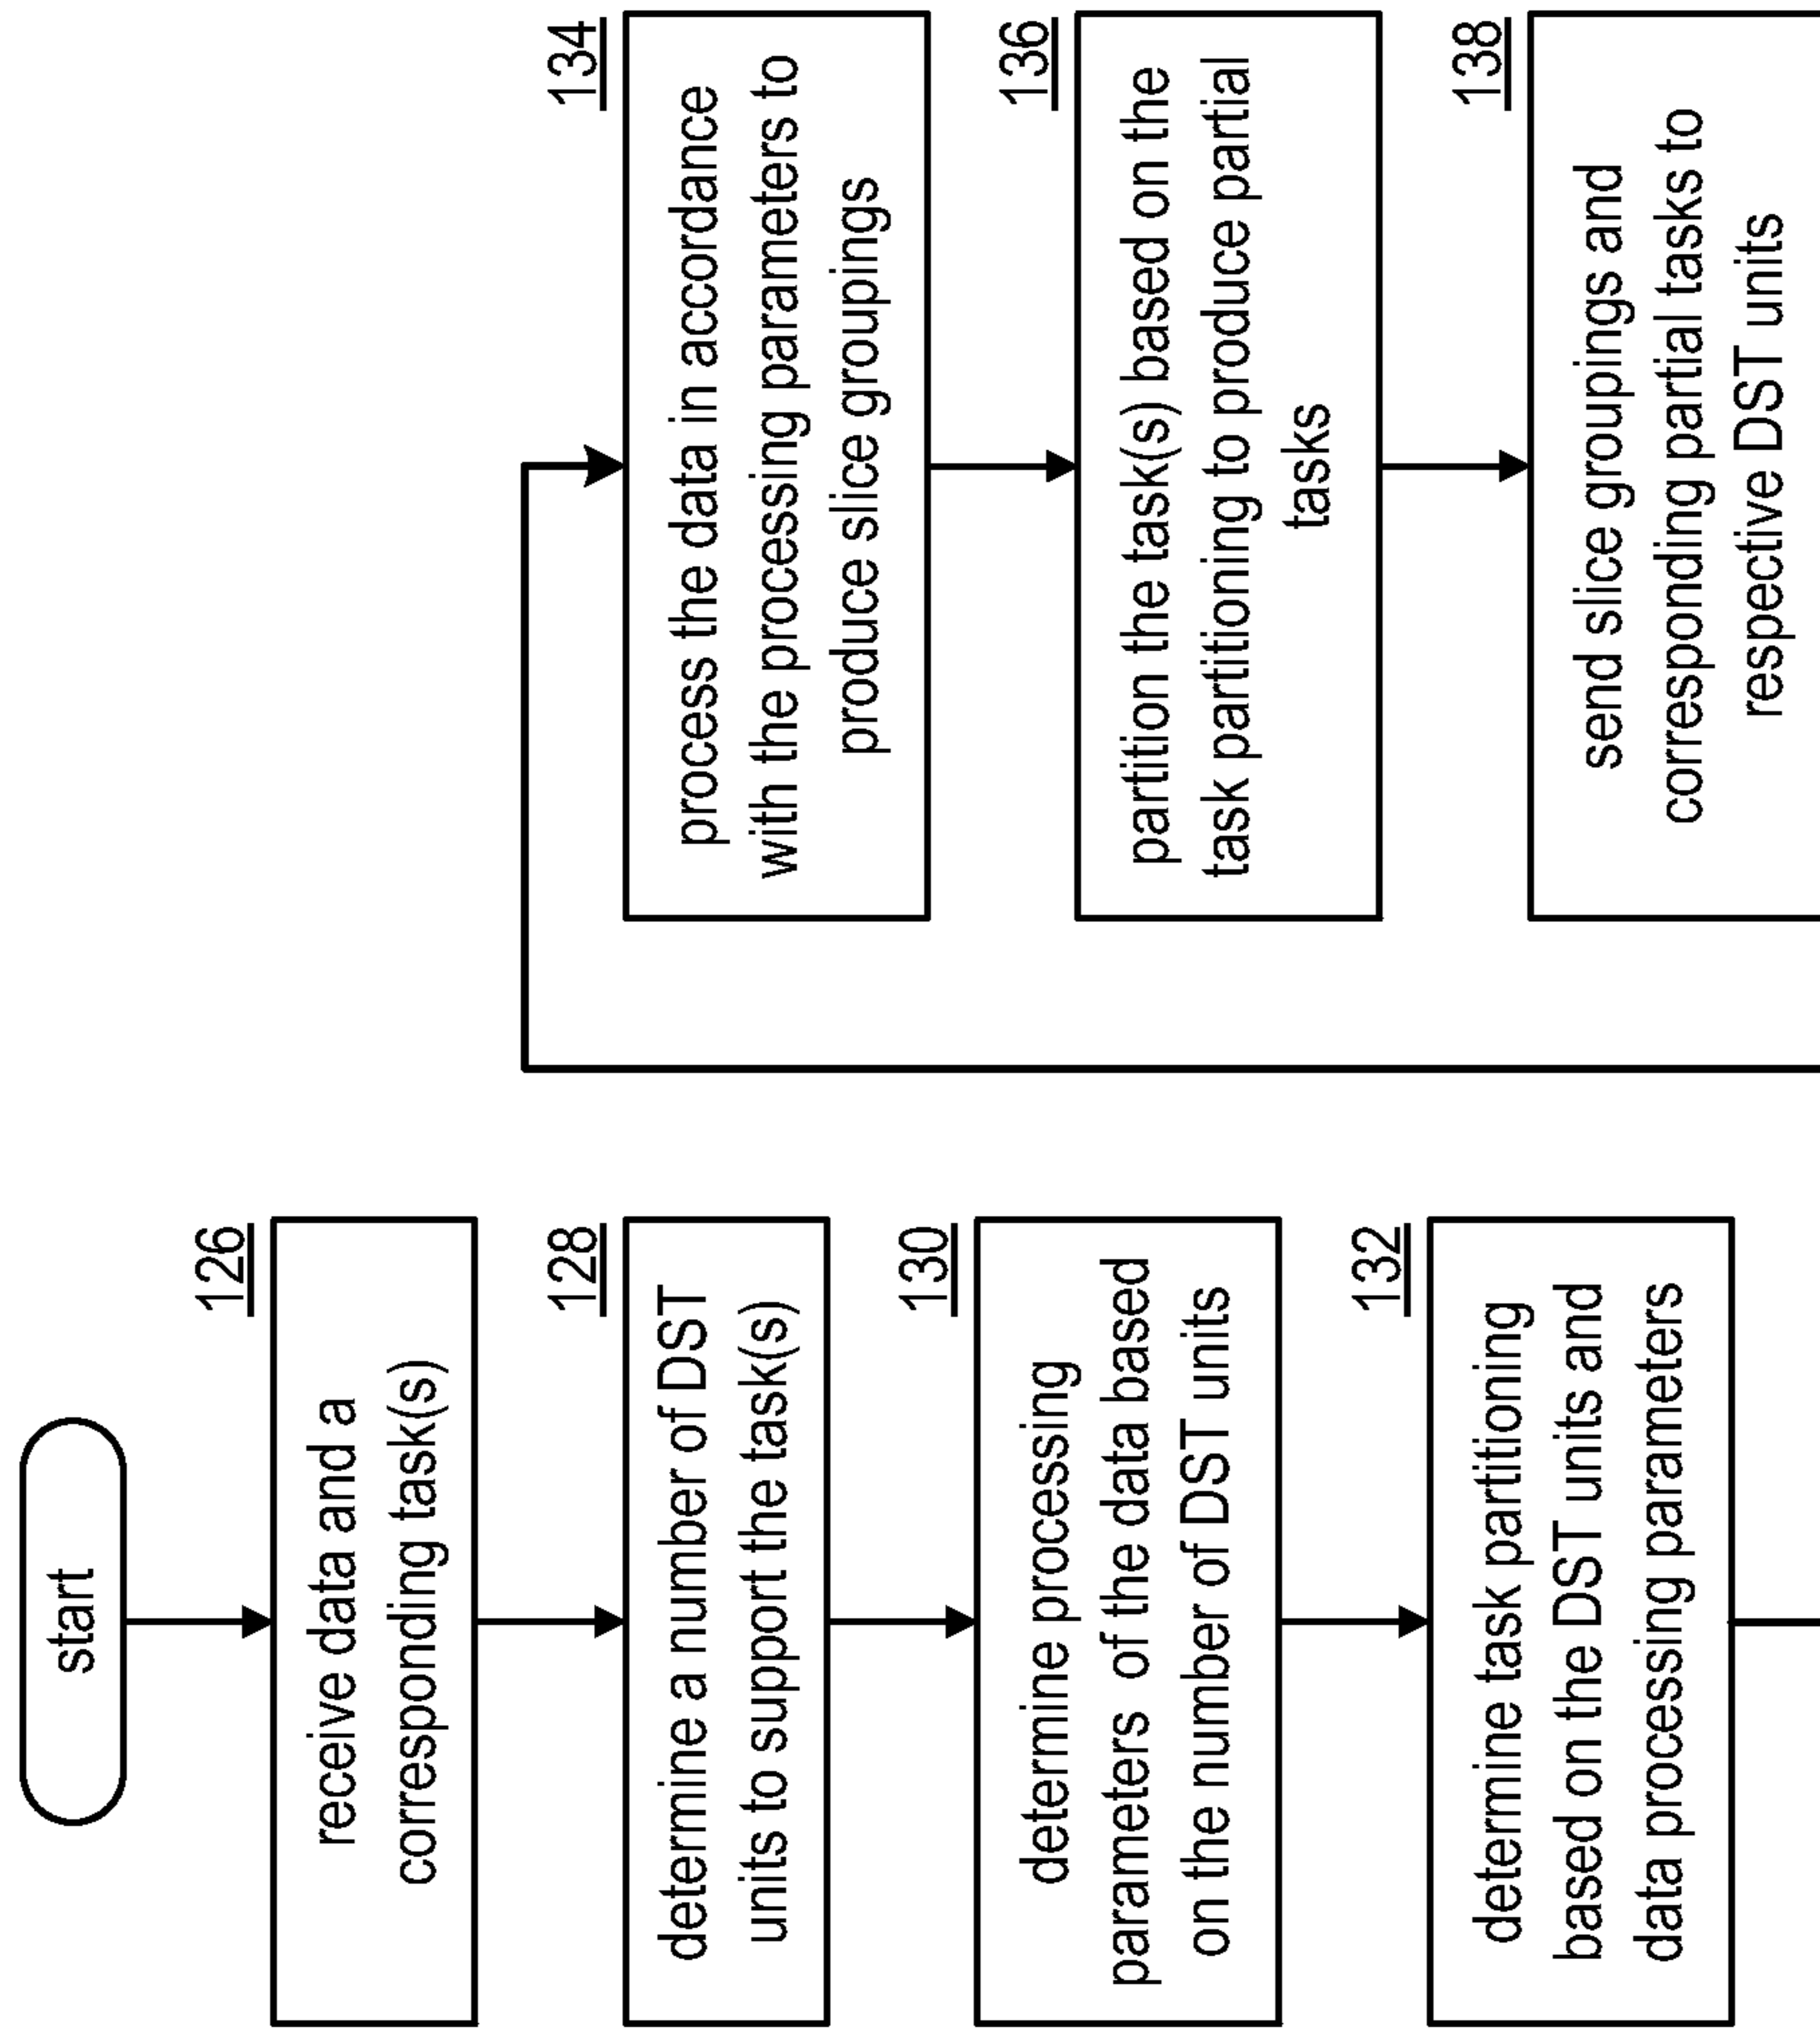 start
126
receive data and a
corresponding task(s)
128
determine a number of DST
units to support the task(s)
130
determine processing
parameters of the data based
on the number of DST units
132
determine task partitioning
based on the DST units and
data processing parameters
134
process the data in accordance
with the processing parameters to
produce slice groupings
136
partition the task(s) based on the
task partitioning to produce partial
tasks
138
send slice groupings and
corresponding partial tasks to
respective DST units